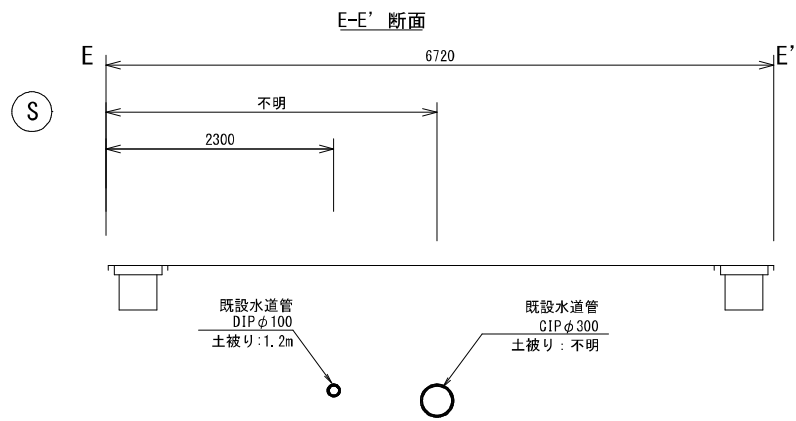 E-E' 断面
E
E'
6720
S
不明
2300
既設水道管
DIPφ100
土被り:1.2m
既設水道管
CIPφ300
土被り：不明